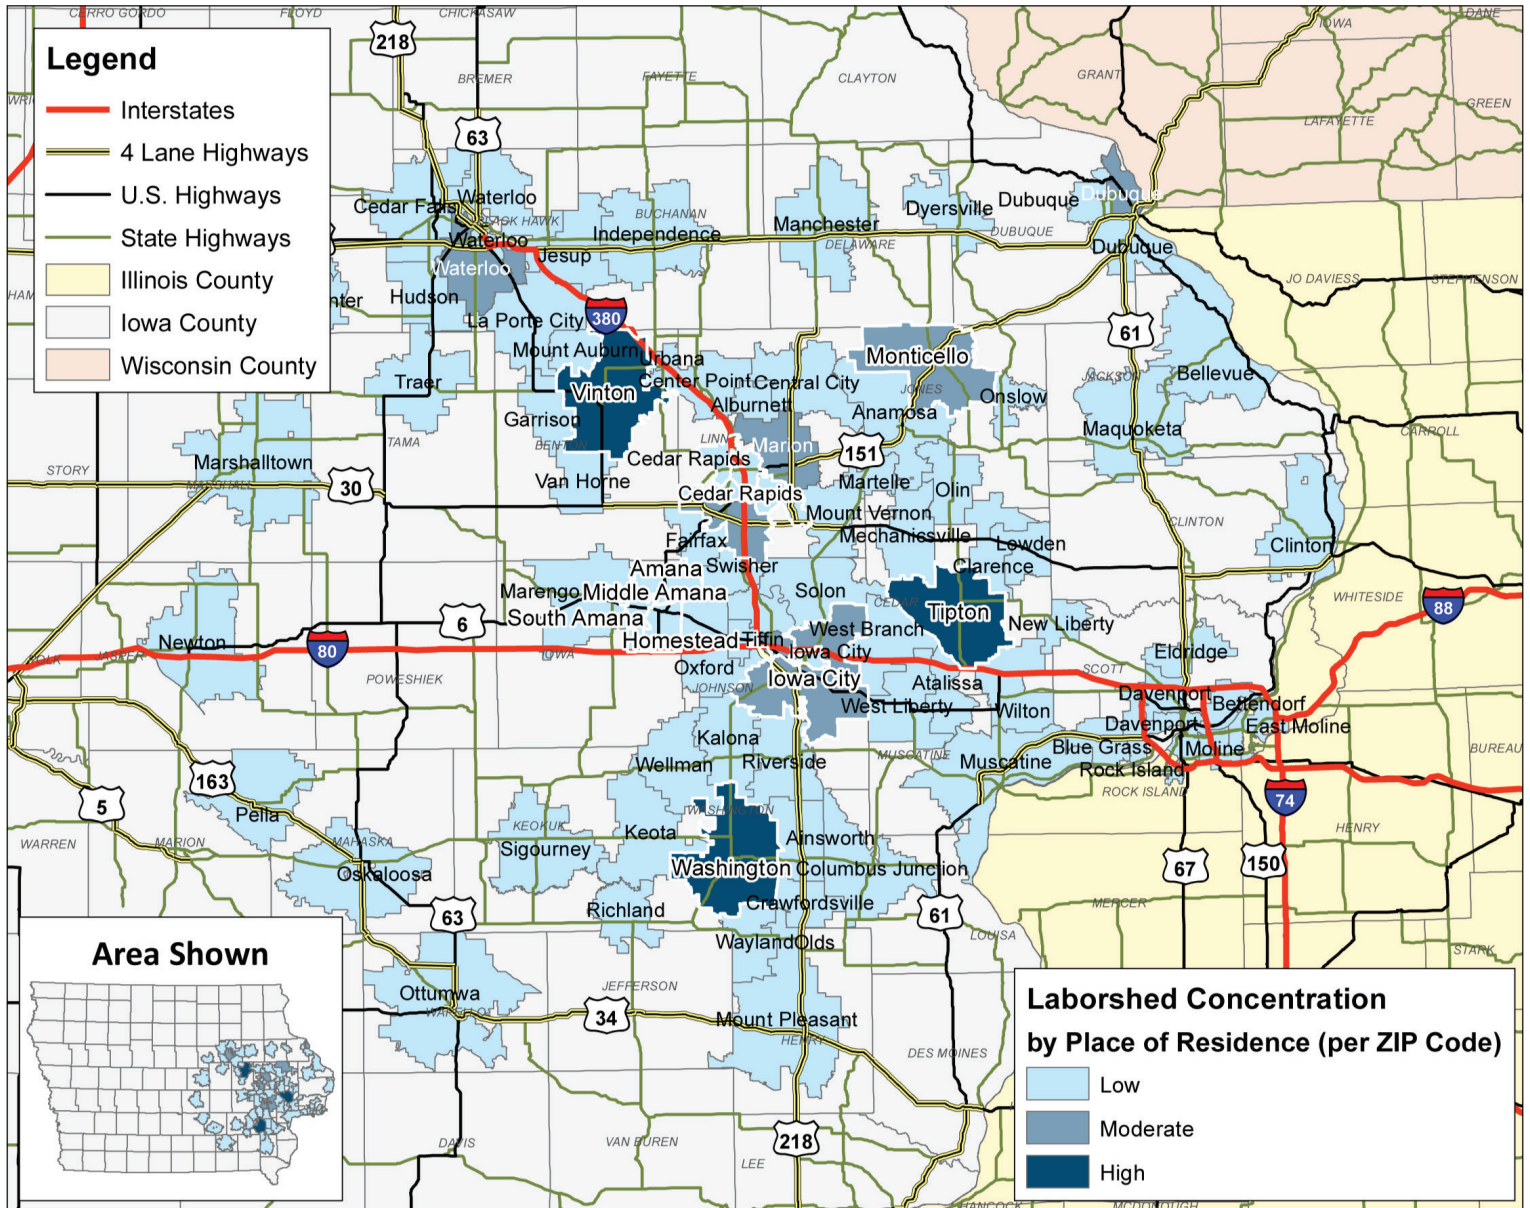 CERRO GORDO
FLOYD
CHICKASAW
IOWA
DANE
Legend
Interstates
4 Lane Highways
U.S. Highways
State Highways
Illinois County
Iowa County
Wisconsin County
218
BREMER
FAYETTE
CLAYTON
GRANT
GREEN
LAFAYETTE
63
Waterloo
Cedar Falls
BLACK HAWK
Waterloo
Waterloo
BUCHANAN
Independence
Jesup
Manchester
DELAWARE
Dyersville
Dubuque
Dubuque
DUBUQUE
Dubuque
JO DAVIESS
STEPHENSON
Hudson
La Porte City
380
61
Mount Auburn
Urbana
Vinton
Center Point
Central City
Alburnett
Monticello
JONES
Onslow
Anamosa
JACKSON
Bellevue
Maquoketa
CARROLL
Traer
Garrison
BENTON
TAMA
LINN
Marion
151
STORY
Marshalltown
MARSHALL
30
Van Horne
Cedar Rapids
Cedar Rapids
Martelle
Olin
Mount Vernon
Mechanicsville
CLINTON
Lowden
Clinton
Clarence
Fairfax
Swisher
Amana
Marengo
Middle Amana
South Amana
Solon
CEDAR
Tipton
New Liberty
WHITESIDE
88
6
Newton
80
POLK
JASPER
Homestead
Tiffin
West Branch
Iowa City
IOWA
Eldridge
SCOTT
POWESHIEK
Oxford
JOHNSON
Iowa City
Atalissa
West Liberty
Wilton
Davenport
Bettendorf
Davenport
East Moline
Kalona
Wellman
Riverside
MUSCATINE
Muscatine
Blue Grass
Moline
Rock Island
ROCK ISLAND
BUREAU
163
5
Pella
WARREN
MARION
MAHASKA
Oskaloosa
KEOKUK
Sigourney
WASHINGTON
Keota
Ainsworth
Washington
Columbus Junction
Crawfordsville
Richland
74
HENRY
67
150
63
61
MERCER
LOUISA
STARK
Wayland
Olds
Area Shown
Ottumwa
JEFFERSON
34
Mount Pleasant
HENRY
DES MOINES
DAVIS
VAN BUREN
LEE
218
Laborshed Concentration
by Place of Residence (per ZIP Code)
Low
Moderate
High
HANCOCK
MCDONOUGH